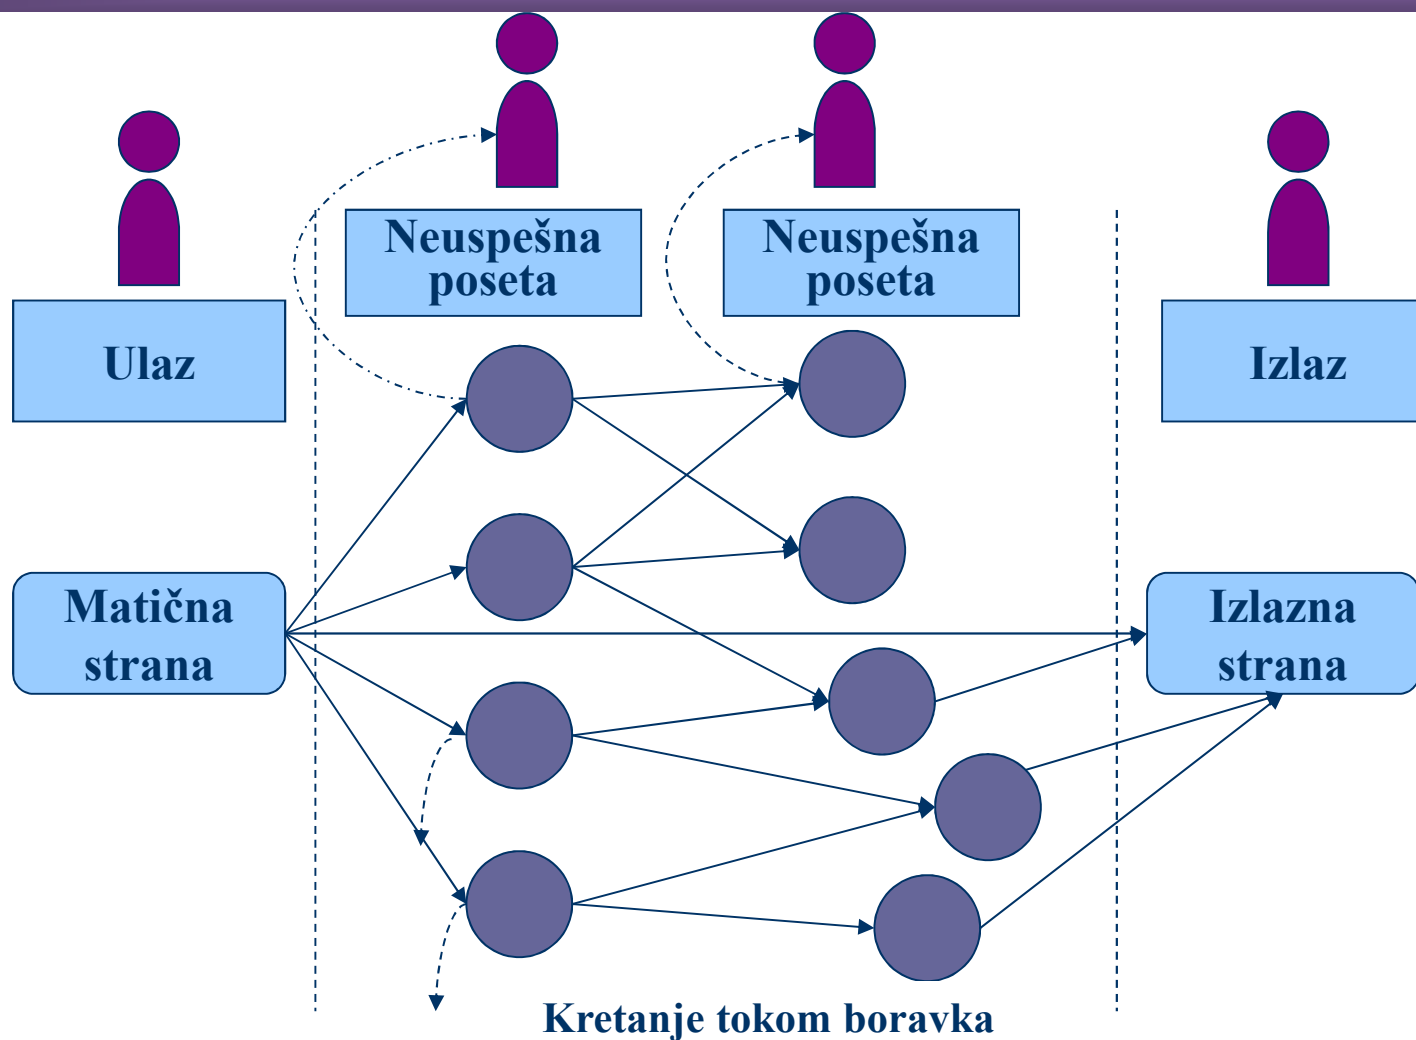 Neuspešna
poseta
Neuspešna
poseta
Ulaz
Izlaz
Matična
strana
Izlazna
strana
Kretanje tokom boravka